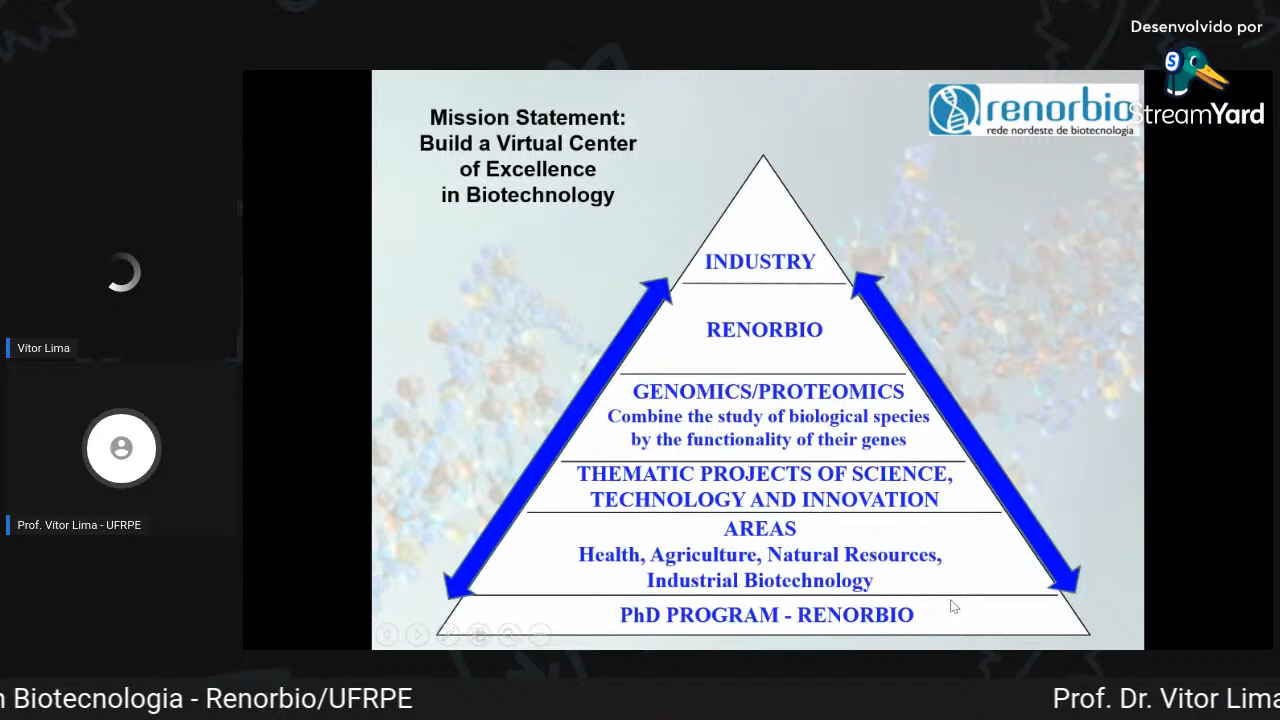 Desenvolvido por
StreamYard
renorbio
rede nordeste de biotecnologia
Mission Statement:
Build a Virtual Center
of Excellence
in Biotechnology
INDUSTRY
RENORBIO
GENOMICS/PROTEOMICS
Combine the study of biological species
by the functionality of their genes
THEMATIC PROJECTS OF SCIENCE,
TECHNOLOGY AND INNOVATION
AREAS
Health, Agriculture, Natural Resources,
Industrial Biotechnology
PhD PROGRAM - RENORBIO
Vítor Lima
Prof. Vítor Lima - UFRPE
n Biotecnologia - Renorbio/UFRPE
Prof. Dr. Vitor Lima